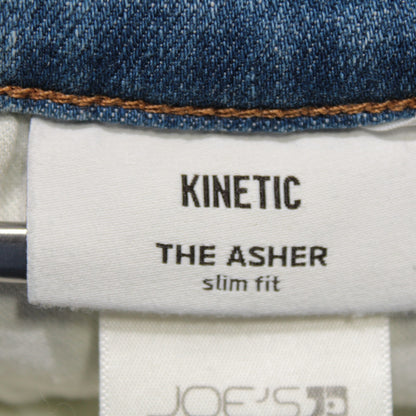 KINETIC
THE ASHER
slim fit
JOE'S